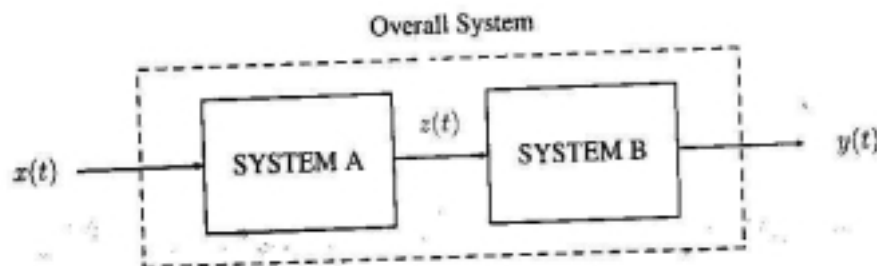 Overall System
x(t)
SYSTEM A
z(t)
SYSTEM B
y(t)